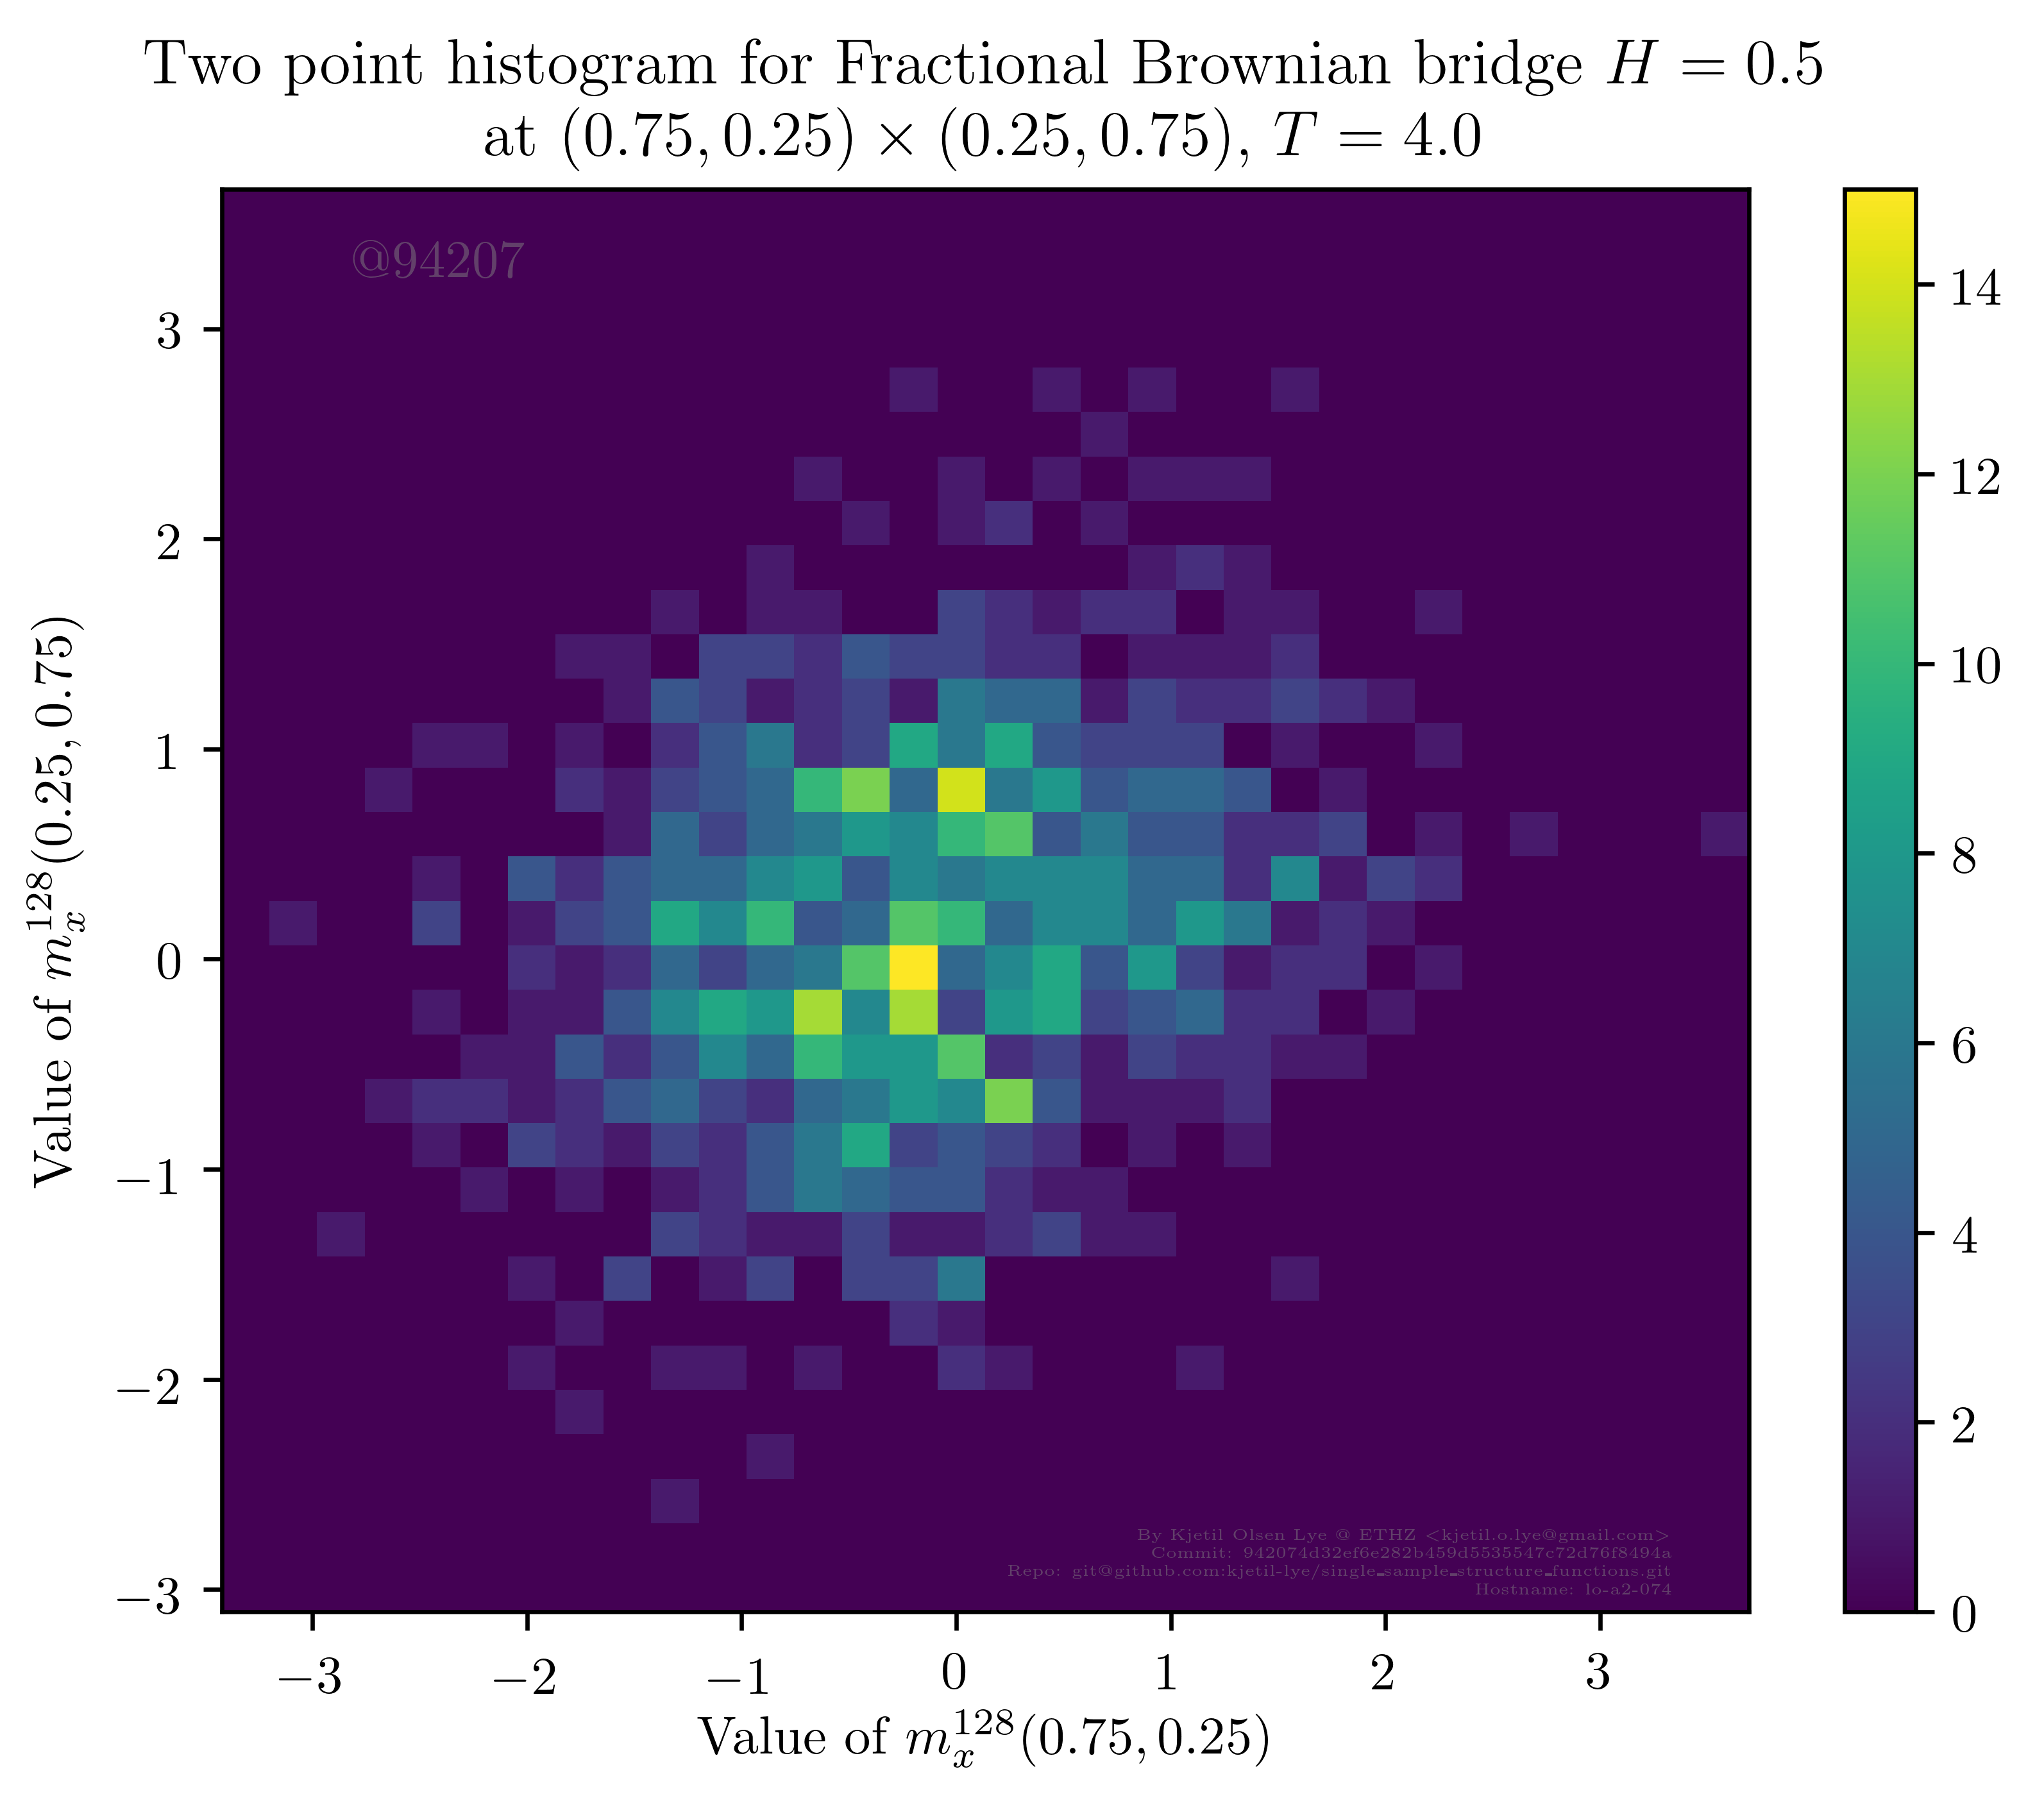 Two point histogram for Fractional Brownian bridge H = 0.5
at (0.75, 0.25) × (0.25, 0.75), T = 4.0
@94207
Value of m_x^{128}(0.25, 0.75)
3
2
1
0
−1
−2
−3
−3
−2
−1
0
1
2
3
Value of m_x^{128}(0.75, 0.25)
14
12
10
8
6
4
2
0
By Kjetil Olsen Lye @ ETHZ <kjetil.o.lye@gmail.com>
Commit: 942074d32ef6e282b459d5535547c72d76f8494a
Repo: git@github.com:kjetil-lye/single_sample_structure_functions.git
Hostname: lo-a2-074